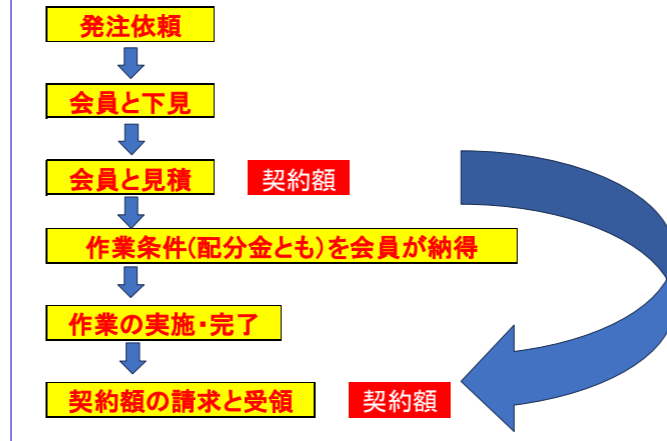 発注依頼
会員と下見
会員と見積 契約額
作業条件(配分金とも)を会員が納得
作業の実施・完了
契約額の請求と受領 契約額